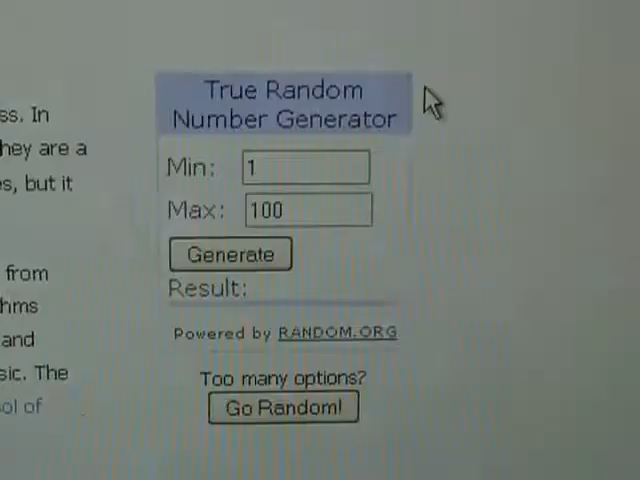 ss. In
hey are a
s, but it
from
hms
and
sic. The
ol of
True Random
Number Generator
Min: 1
Max: 100
Generate
Result:
Powered by RANDOM.ORG
Too many options?
Go Random!